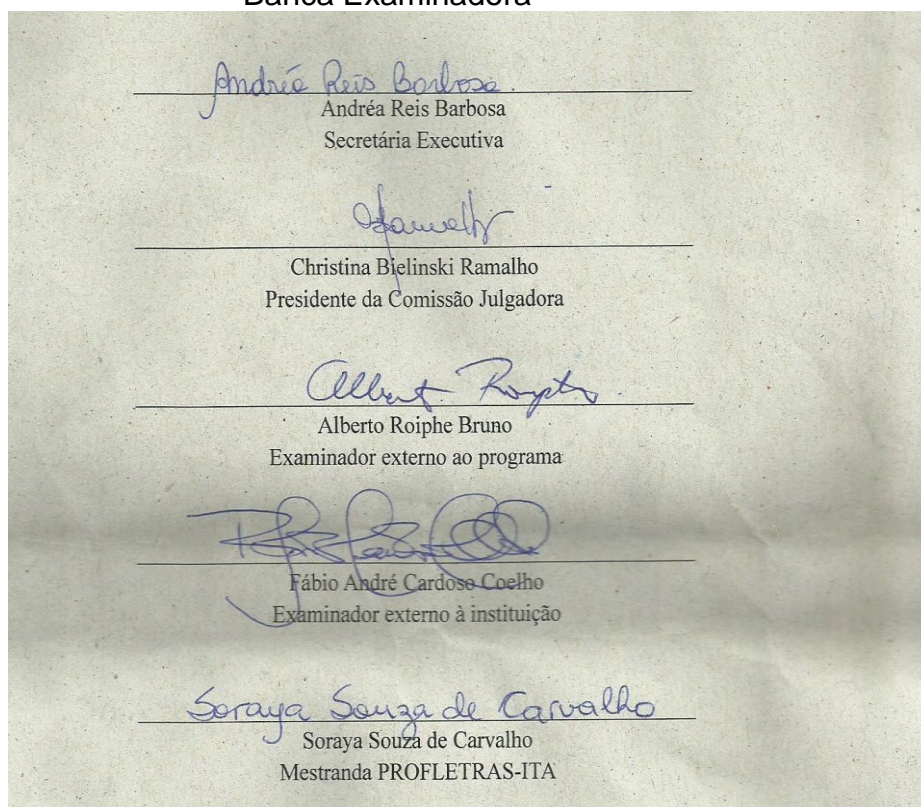 Banca Examinadora
Andréa Reis Barbosa.
Andréa Reis Barbosa
Secretária Executiva
Christina Bielinski Ramalho
Presidente da Comissão Julgadora
Alberto Roiphe Bruno
Examinador externo ao programa
Fábio André Cardoso Coelho
Examinador externo à instituição
Soraya Souza de Carvalho
Soraya Souza de Carvalho
Mestranda PROFLETRAS-ITA